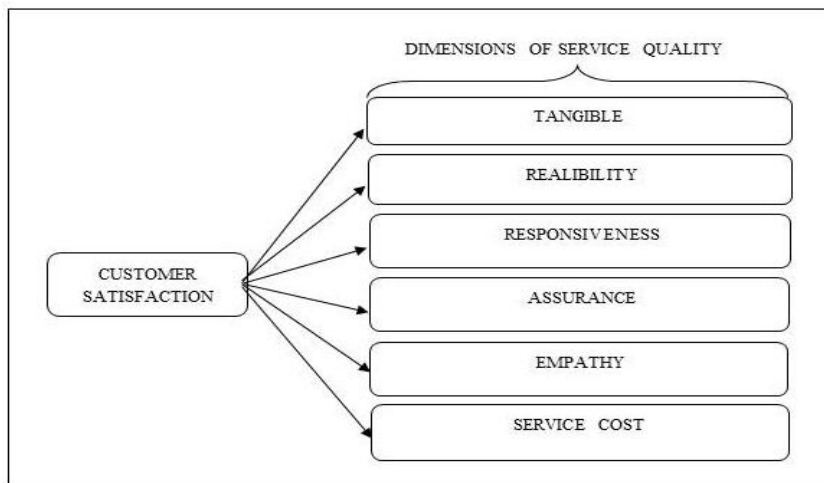 DIMENSIONS OF SERVICE QUALITY
TANGIBLE
REALIBILITY
RESPONSIVENESS
CUSTOMER
SATISFACTION
ASSURANCE
EMPATHY
SERVICE COST